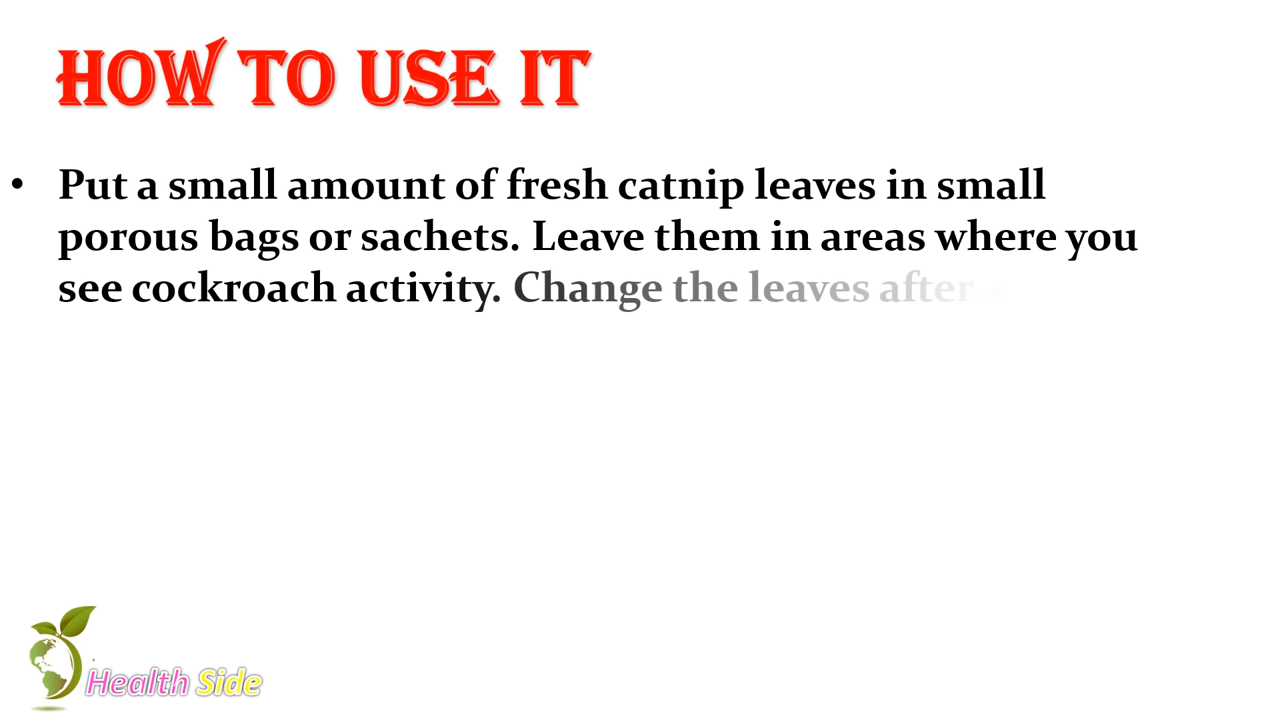 HOW TO USE IT
• Put a small amount of fresh catnip leaves in small
porous bags or sachets. Leave them in areas where you
see cockroach activity. Change the leaves after
Health Side